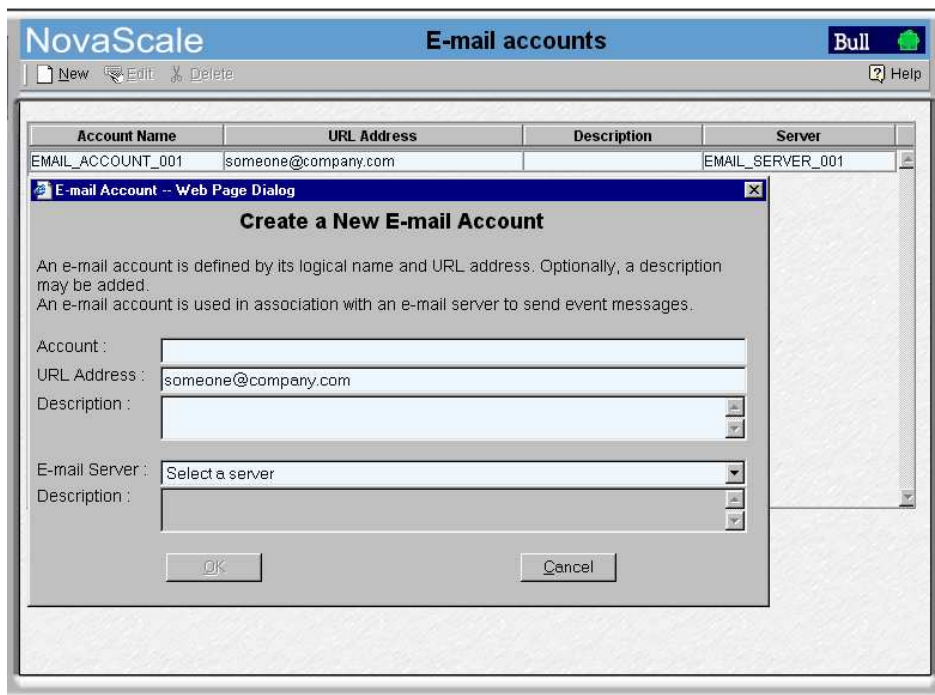 NovaScale E-mail accounts Bull
New Edit Delete Help
Account Name URL Address Description Server
EMAIL_ACCOUNT_001 someone@company.com EMAIL_SERVER_001
E-mail Account -- Web Page Dialog
Create a New E-mail Account
An e-mail account is defined by its logical name and URL address. Optionally, a description
may be added.
An e-mail account is used in association with an e-mail server to send event messages.
Account :
URL Address : someone@company.com
Description :
E-mail Server : Select a server
Description :
OK Cancel